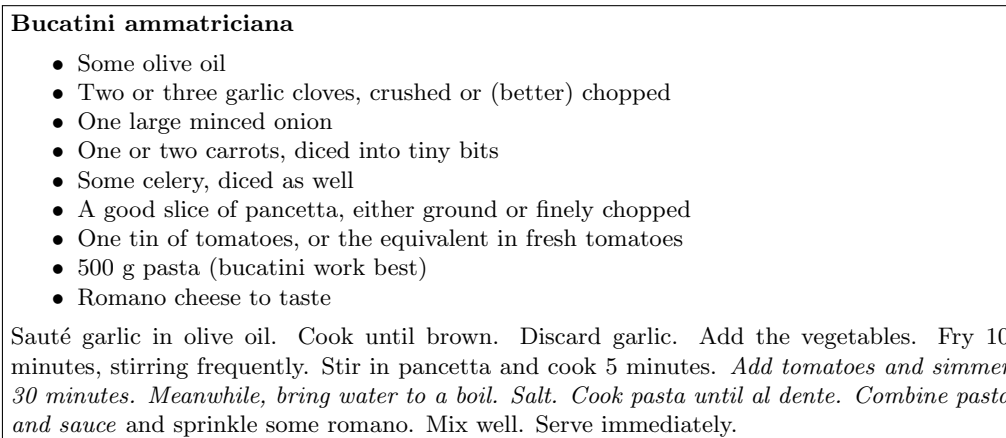 Bucatini ammatriciana
• Some olive oil
• Two or three garlic cloves, crushed or (better) chopped
• One large minced onion
• One or two carrots, diced into tiny bits
• Some celery, diced as well
• A good slice of pancetta, either ground or finely chopped
• One tin of tomatoes, or the equivalent in fresh tomatoes
• 500 g pasta (bucatini work best)
• Romano cheese to taste
Sauté garlic in olive oil. Cook until brown. Discard garlic. Add the vegetables. Fry 10
minutes, stirring frequently. Stir in pancetta and cook 5 minutes. Add tomatoes and simmer
30 minutes. Meanwhile, bring water to a boil. Salt. Cook pasta until al dente. Combine pasta
and sauce and sprinkle some romano. Mix well. Serve immediately.